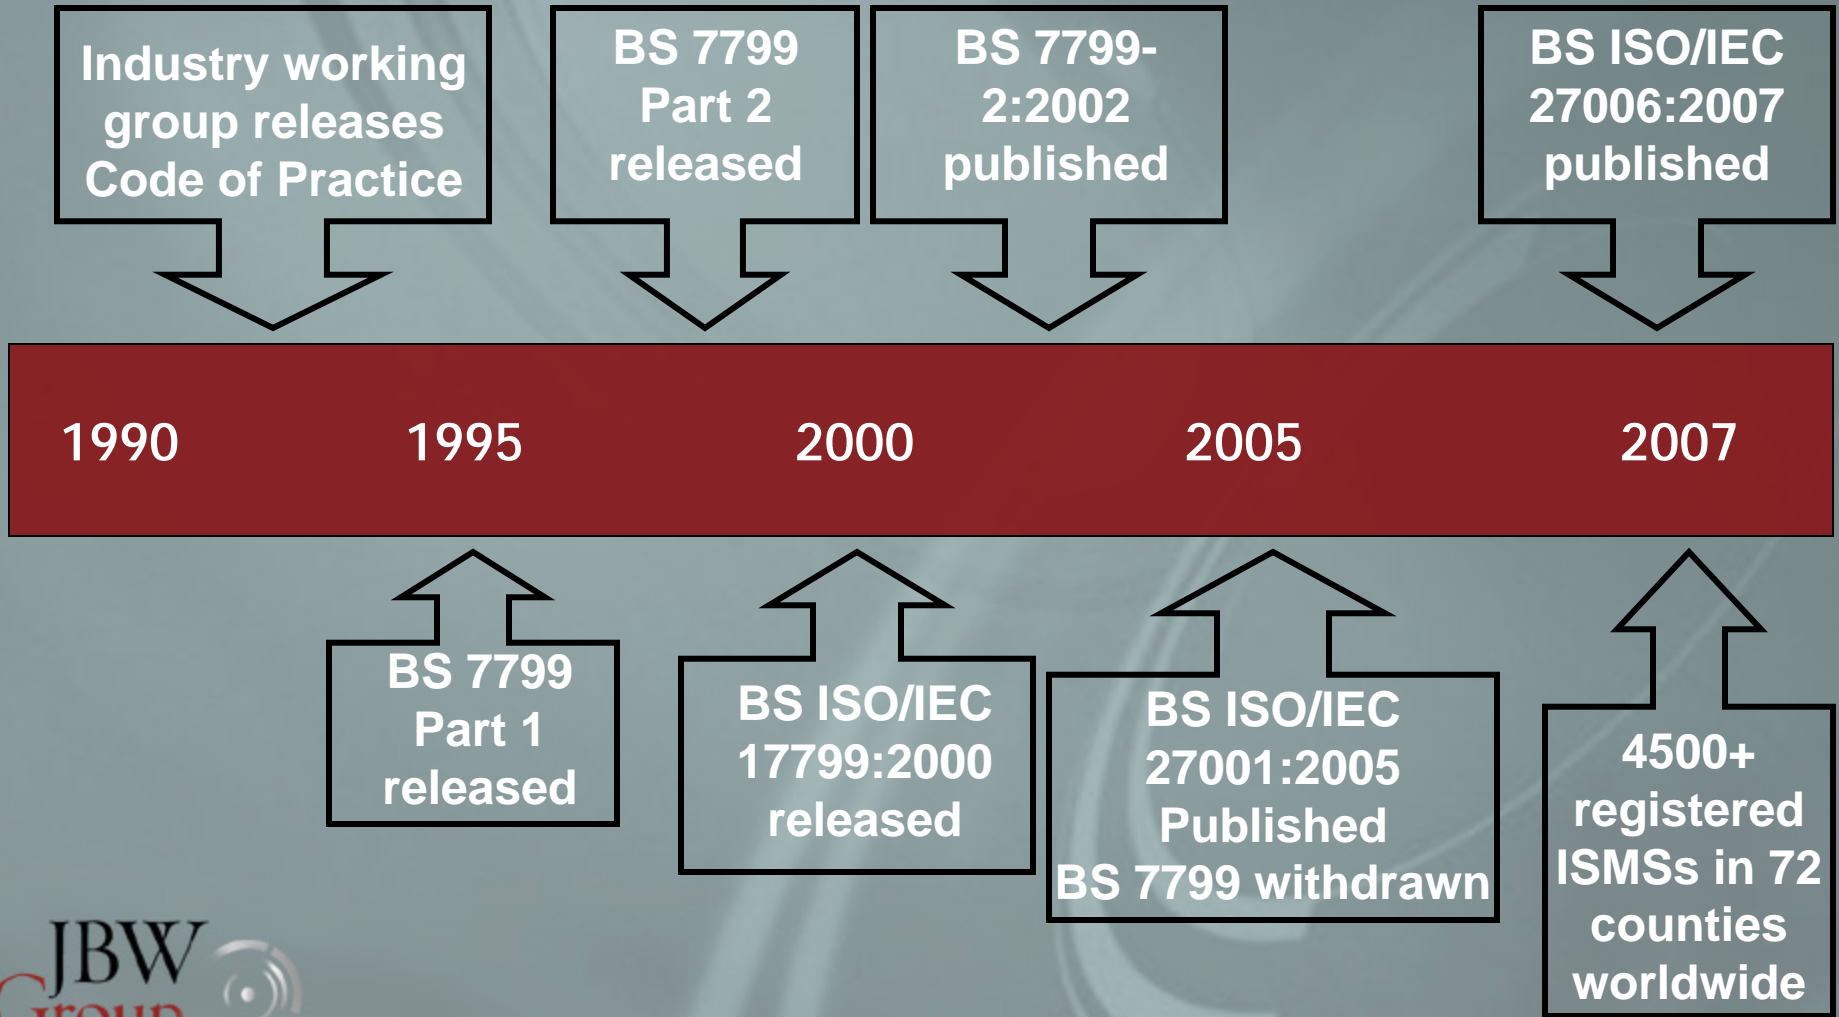 Industry working
group releases
Code of Practice
BS 7799
Part 2
released
BS 7799-
2:2002
published
BS ISO/IEC
27006:2007
published
1990 1995 2000 2005 2007
BS 7799
Part 1
released
BS ISO/IEC
17799:2000
released
BS ISO/IEC
27001:2005
Published
BS 7799 withdrawn
4500+
registered
ISMSs in 72
counties
worldwide
JBW
Group